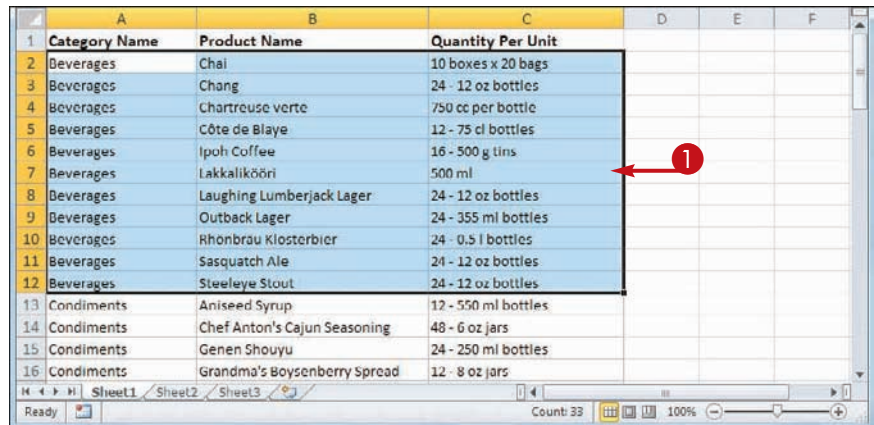 A B C D E F
1 Category Name Product Name Quantity Per Unit
2 Beverages Chai 10 boxes x 20 bags
3 Beverages Chang 24 - 12 oz bottles
4 Beverages Chartreuse verte 750 cc per bottle
5 Beverages Côte de Blaye 12 - 75 cl bottles
6 Beverages Ipoh Coffee 16 - 500 g tins
7 Beverages Lakkalikööri 500 ml
1
8 Beverages Laughing Lumberjack Lager 24 - 12 oz bottles
9 Beverages Outback Lager 24 - 355 ml bottles
10 Beverages Rhönbräu Klosterbier 24 - 0.5 l bottles
11 Beverages Sasquatch Ale 24 - 12 oz bottles
12 Beverages Steeleye Stout 24 - 12 oz bottles
13 Condiments Aniseed Syrup 12 - 550 ml bottles
14 Condiments Chef Anton's Cajun Seasoning 48 - 6 oz jars
15 Condiments Genen Shouyu 24 - 250 ml bottles
16 Condiments Grandma's Boysenberry Spread 12 - 8 oz jars
Sheet1 Sheet2 Sheet3
Ready Count: 33 100%